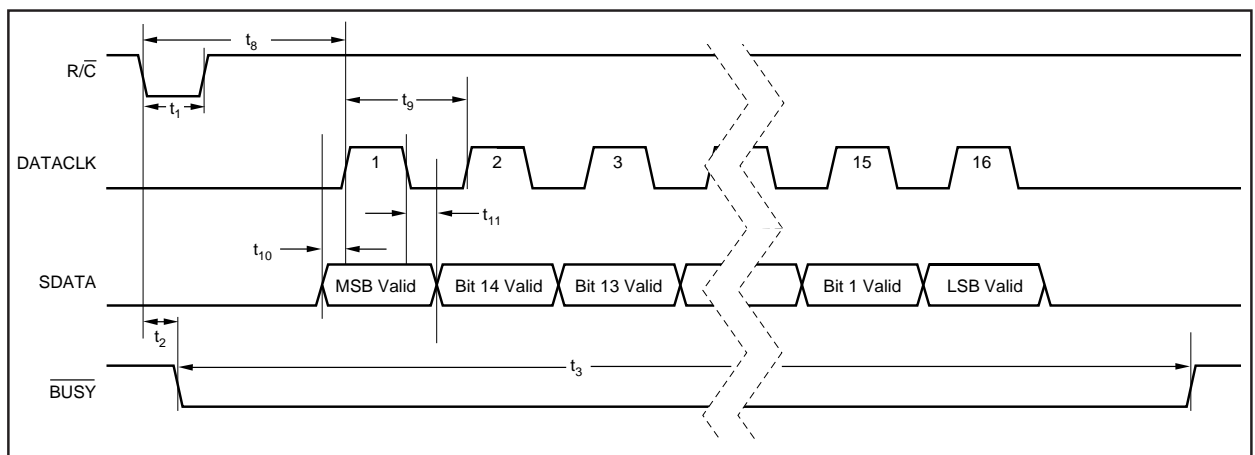 t8
R/C̅
t1
t9
DATACLK
1
2
3
15
16
t11
t10
SDATA
MSB Valid
Bit 14 Valid
Bit 13 Valid
Bit 1 Valid
LSB Valid
t2
t3
B̅U̅S̅Y̅